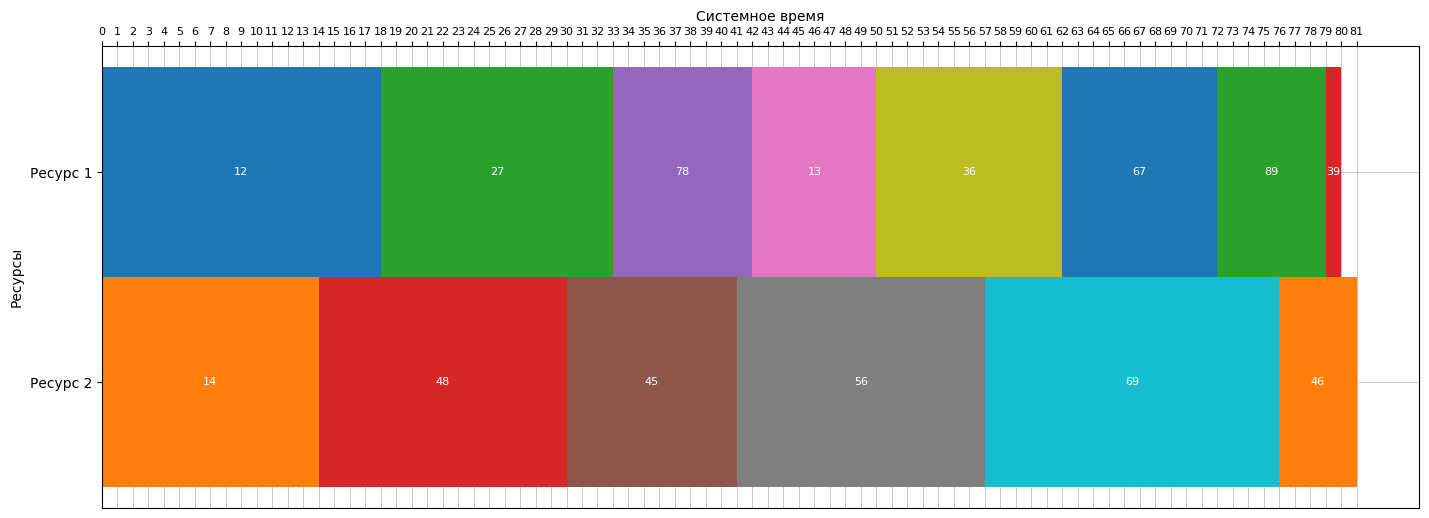 Системное время
0 1 2 3 4 5 6 7 8 9 10 11 12 13 14 15 16 17 18 19 20 21 22 23 24 25 26 27 28 29 30 31 32 33 34 35 36 37 38 39 40 41 42 43 44 45 46 47 48 49 50 51 52 53 54 55 56 57 58 59 60 61 62 63 64 65 66 67 68 69 70 71 72 73 74 75 76 77 78 79 80 81
Ресурс 1 12 27 78 13 36 67 89 39
Ресурсы
Ресурс 2 14 48 45 56 69 46